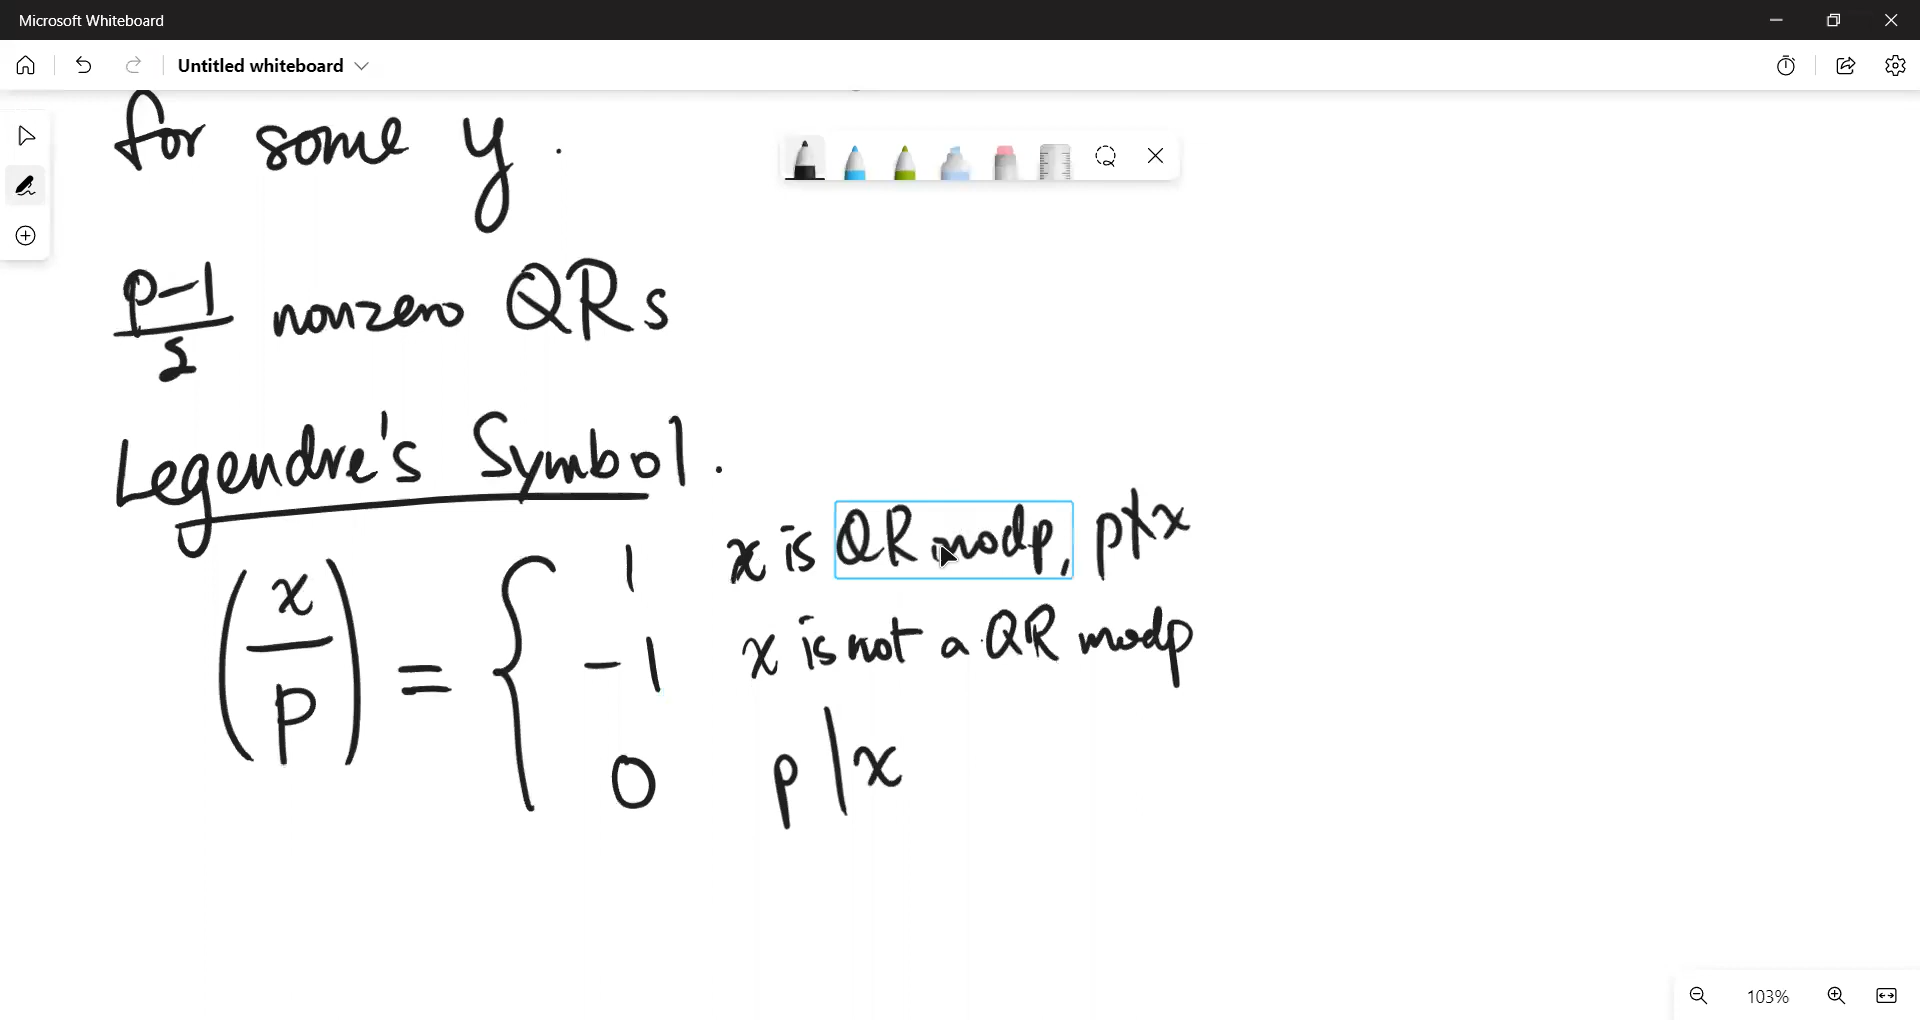 Microsoft Whiteboard
Untitled whiteboard
for some y.
p-1
2
nonzero QRs
Legendre's Symbol.
(x/p) = { 1 x is QR mod p, p∤x
-1 x is not a QR mod p
0 p | x
103%